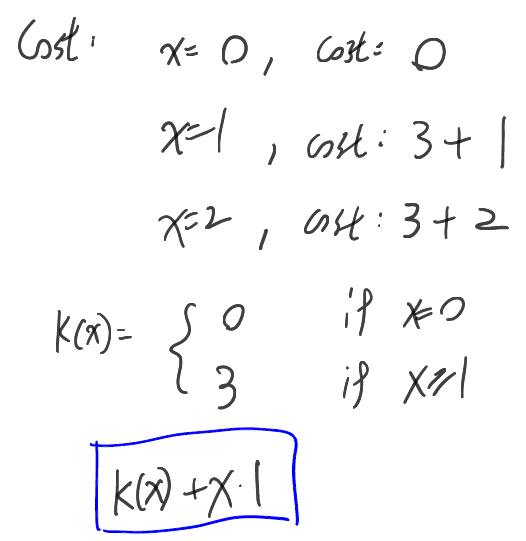 Cost: x=0, cost: 0
x=1, cost: 3+1
x=2, cost: 3+2
K(x)= { 0 if x=0
3 if x≥1
K(x)+x·1